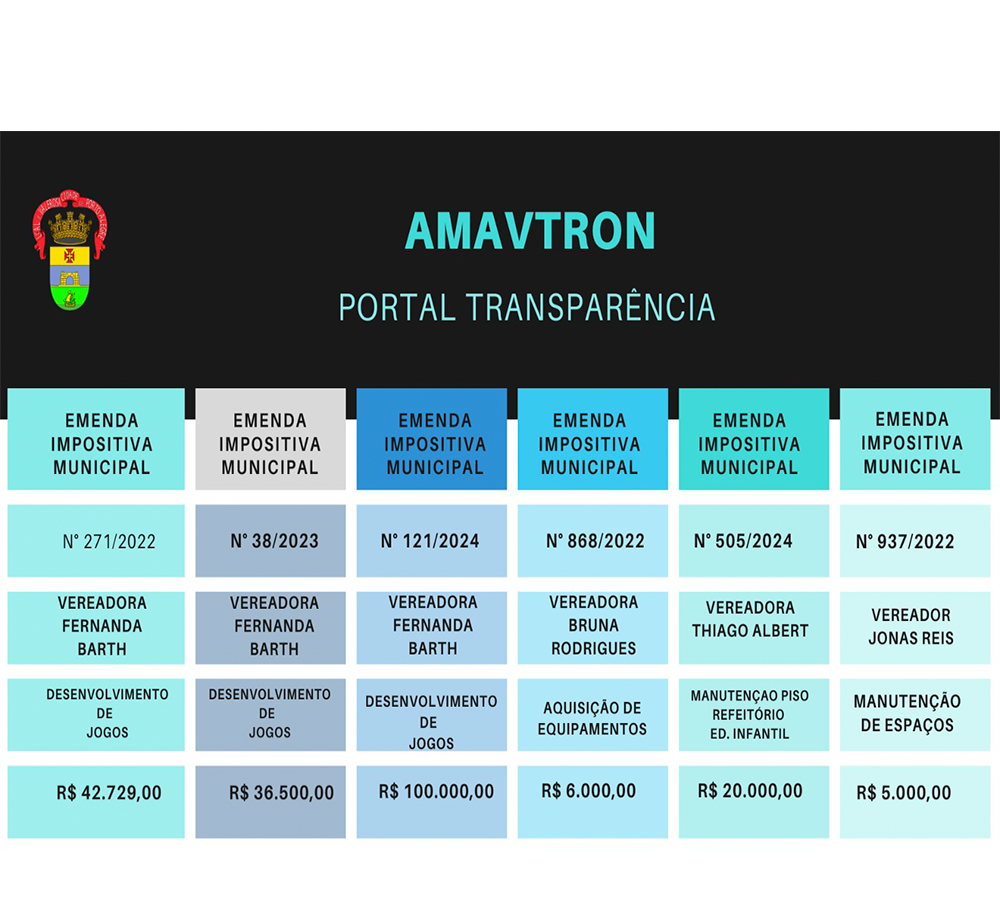 AMAVTRON
PORTAL TRANSPARÊNCIA
EMENDA
IMPOSITIVA
MUNICIPAL
N° 271/2022
VEREADORA
FERNANDA
BARTH
DESENVOLVIMENTO
DE
JOGOS
R$ 42.729,00
EMENDA
IMPOSITIVA
MUNICIPAL
N° 38/2023
VEREADORA
FERNANDA
BARTH
DESENVOLVIMENTO
DE
JOGOS
R$ 36.500,00
EMENDA
IMPOSITIVA
MUNICIPAL
N° 121/2024
VEREADORA
FERNANDA
BARTH
DESENVOLVIMENTO
DE
JOGOS
R$ 100.000,00
EMENDA
IMPOSITIVA
MUNICIPAL
N° 868/2022
VEREADORA
BRUNA
RODRIGUES
AQUISIÇÃO DE
EQUIPAMENTOS
R$ 6.000,00
EMENDA
IMPOSITIVA
MUNICIPAL
N° 505/2024
VEREADORA
THIAGO ALBERT
MANUTENÇAO PISO
REFEITÓRIO
ED. INFANTIL
R$ 20.000,00
EMENDA
IMPOSITIVA
MUNICIPAL
N° 937/2022
VEREADOR
JONAS REIS
MANUTENÇÃO
DE ESPAÇOS
R$ 5.000,00